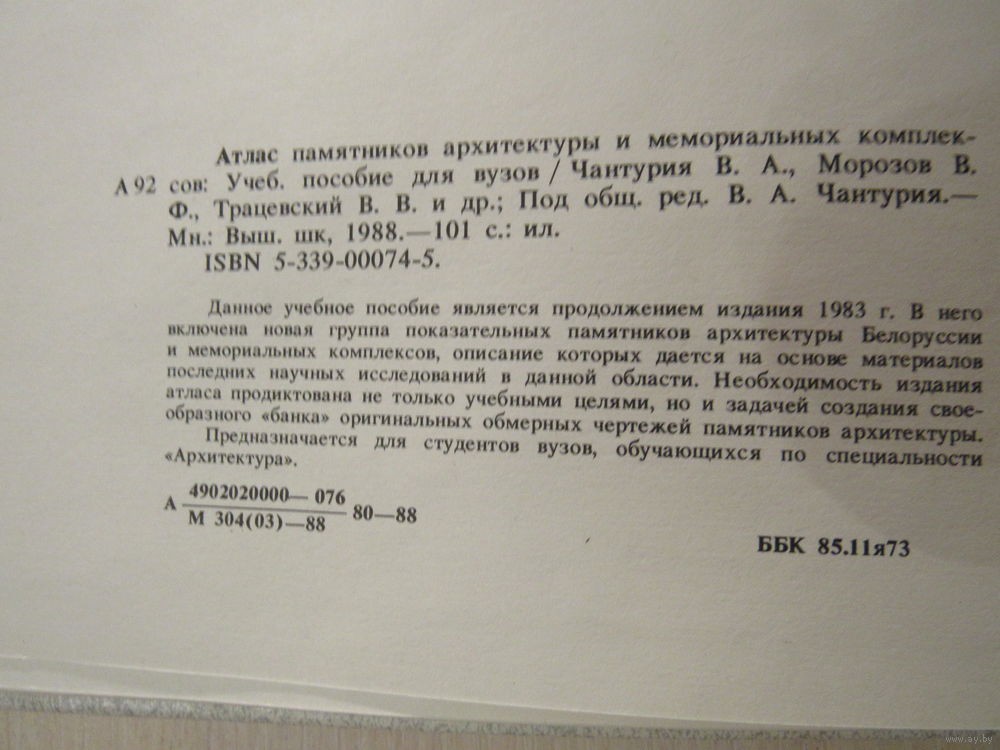 Атлас памятников архитектуры и мемориальных комплек-
А 92 сов: Учеб. пособие для вузов / Чантурия В. А., Морозов В.
Ф., Трацевский В. В. и др.; Под общ. ред. В. А. Чантурия.—
Мн.: Выш. шк, 1988.—101 с.: ил.
ISBN 5-339-00074-5.
Данное учебное пособие является продолжением издания 1983 г. В него
включена новая группа показательных памятников архитектуры Белоруссии
и мемориальных комплексов, описание которых дается на основе материалов
последних научных исследований в данной области. Необходимость издания
атласа продиктована не только учебными целями, но и задачей создания свое-
образного «банка» оригинальных обмерных чертежей памятников архитектуры.
Предназначается для студентов вузов, обучающихся по специальности
«Архитектура».
4902020000— 076
А 80—88
М 304(03)—88
ББК 85.11я73
www.ay.by